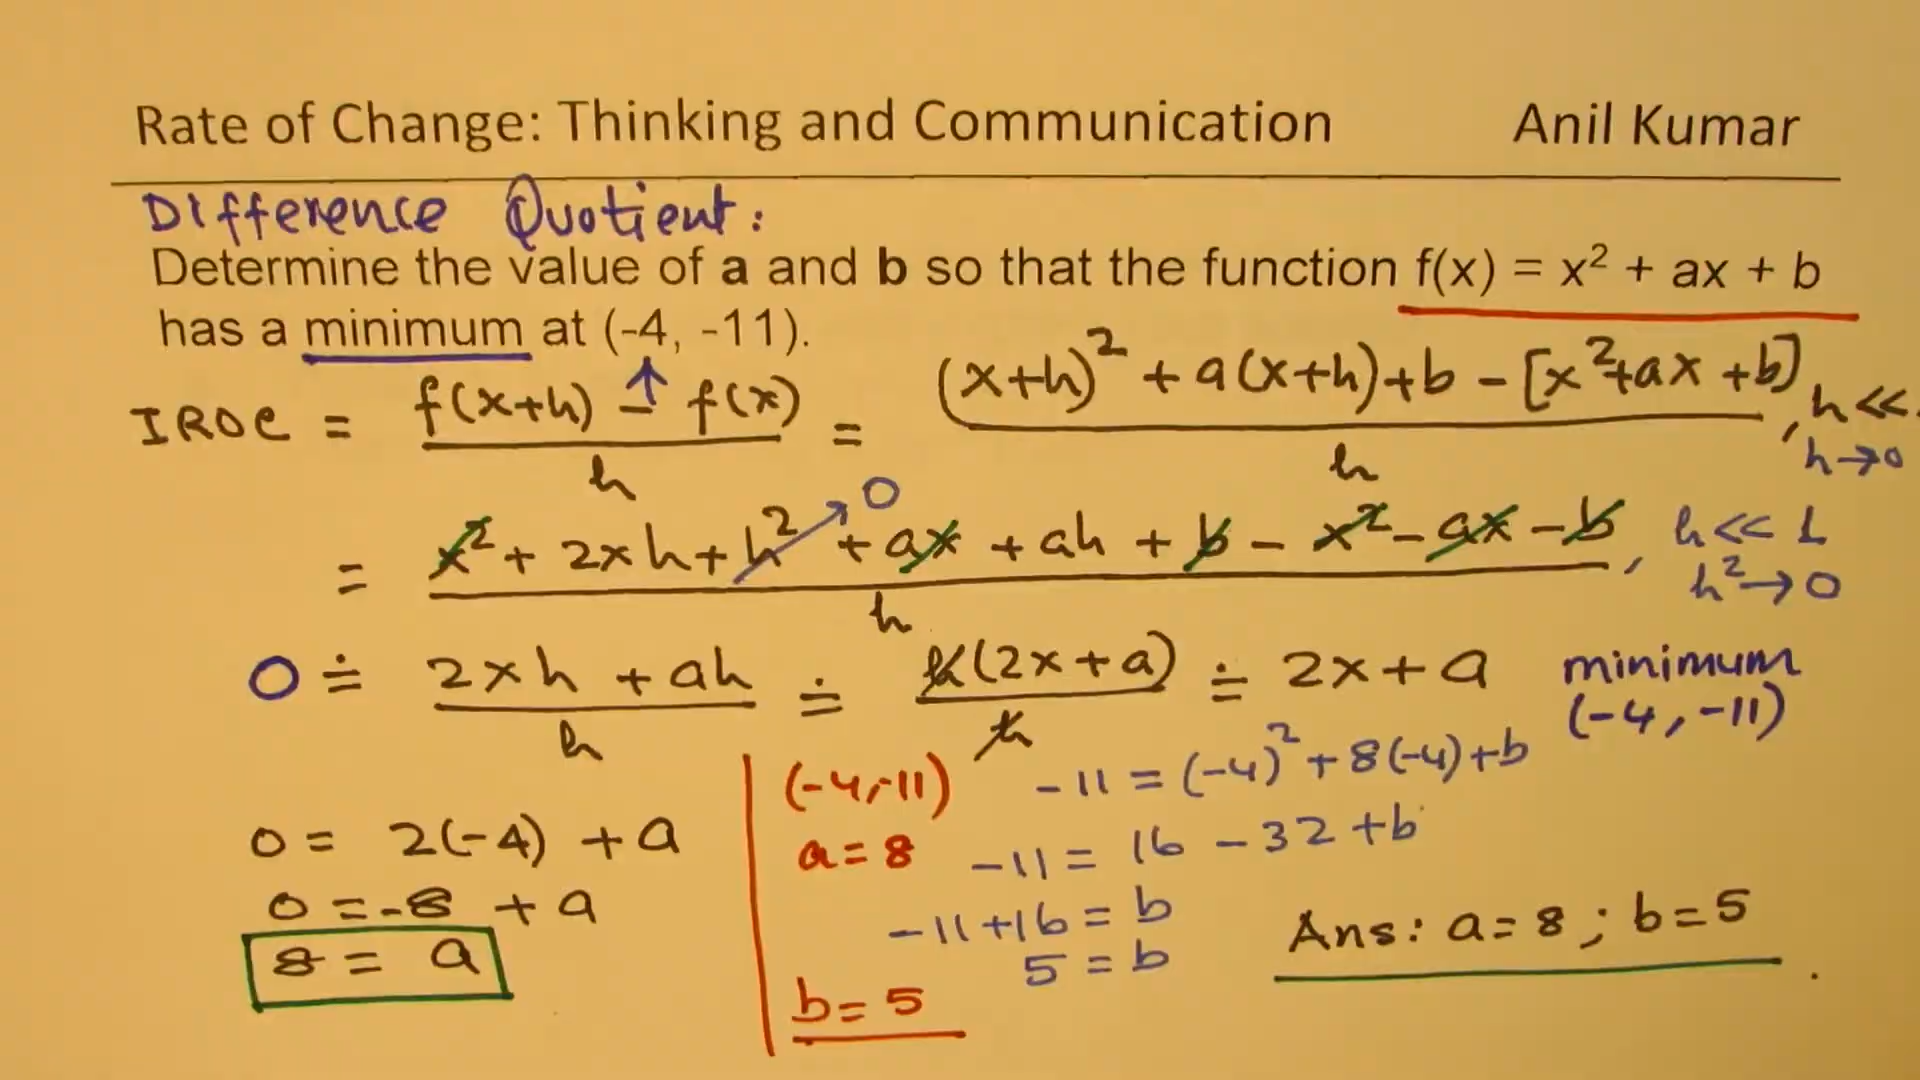 Rate of Change: Thinking and Communication Anil Kumar
Difference Quotient:
Determine the value of a and b so that the function f(x) = x² + ax + b
has a minimum at (-4, -11).
IROC = f(x+h) - f(x) / h = (x+h)² + a(x+h) + b - [x²+ax+b] / h , h <<
h→0
= x² + 2xh + h² →0 + ax + ah + b - x² - ax - b / h , h << 1
h²→0
0 ≐ 2xh + ah / h ≐ h(2x+a) / h ≐ 2x + a minimum
(-4, -11)
0 = 2(-4) + a
0 = -8 + a
8 = a
(-4,-11)
a = 8
b = 5
-11 = (-4)² + 8(-4) + b
-11 = 16 - 32 + b
-11 + 16 = b
5 = b
Ans: a = 8 ; b = 5